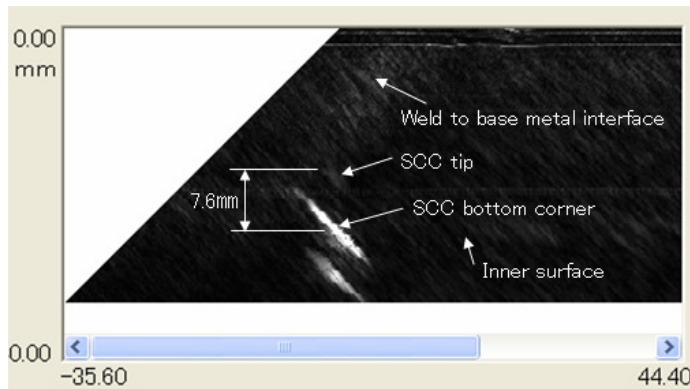 0.00
mm
Weld to base metal interface
SCC tip
7.6mm
SCC bottom corner
Inner surface
0.00
-35.60
44.40